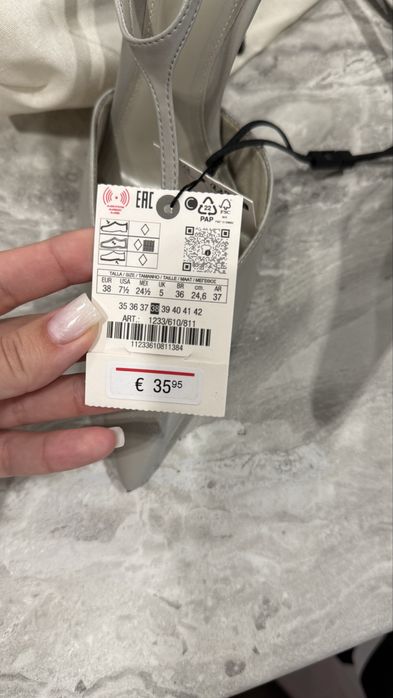 EAC
22
PAP
FSC
TALLA / SIZE / TAMANHO / TAILLE / MAAT / МЕГЕΘΟΣ
EUR USA MEX UK BR cm. AR
38 7½ 24½ 5 36 24,6 37
35 36 37 38 39 40 41 42
ART.: 1233/610/811
11233610811384
€ 35 95